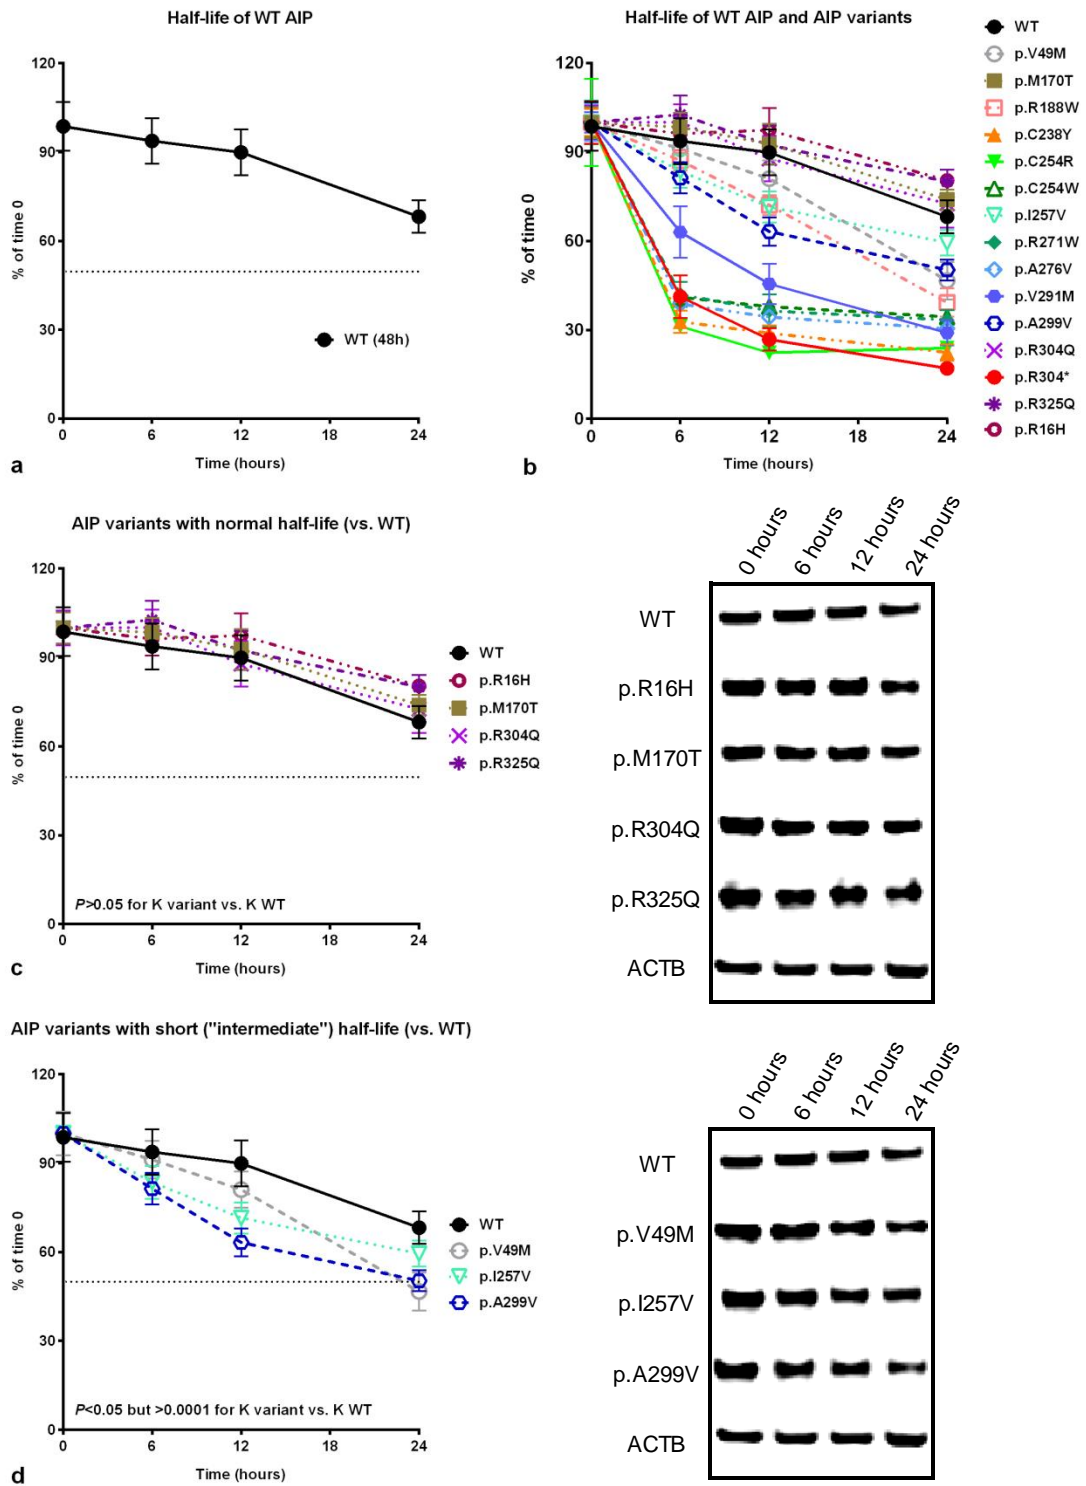 Half-life of WT AIP
120
90
60
30
0
% of time 0
WT (48h)
0 6 12 24
Time (hours)
a
Half-life of WT AIP and AIP variants
120
90
60
30
0
% of time 0
0 6 12 18 24
Time (hours)
b
WT
p.V49M
p.M170T
p.R188W
p.C238Y
p.C254R
p.C254W
p.I257V
p.R271W
p.A276V
p.V291M
p.A299V
p.R304Q
p.R304*
p.R325Q
p.R16H
AIP variants with normal half-life (vs. WT)
120
90
60
30
0
% of time 0
WT
p.R16H
p.M170T
p.R304Q
p.R325Q
P>0.05 for K variant vs. K WT
0 6 12 24
Time (hours)
c
0 hours 6 hours 12 hours 24 hours
WT
p.R16H
p.M170T
p.R304Q
p.R325Q
ACTB
AIP variants with short ("intermediate") half-life (vs. WT)
120
90
60
30
0
% of time 0
WT
p.V49M
p.I257V
p.A299V
P<0.05 but >0.0001 for K variant vs. K WT
0 6 12 18 24
Time (hours)
d
0 hours 6 hours 12 hours 24 hours
WT
p.V49M
p.I257V
p.A299V
ACTB